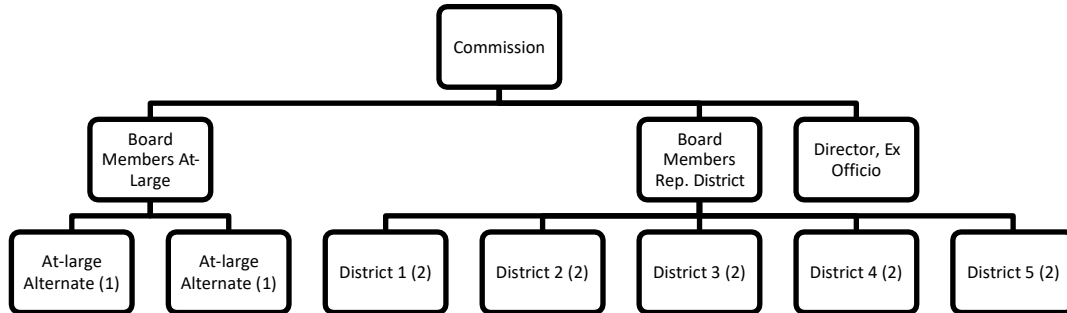 Commission
Board
Members At-
Large
Board
Members
Rep. District
Director, Ex
Officio
At-large
Alternate (1)
At-large
Alternate (1)
District 1 (2)
District 2 (2)
District 3 (2)
District 4 (2)
District 5 (2)